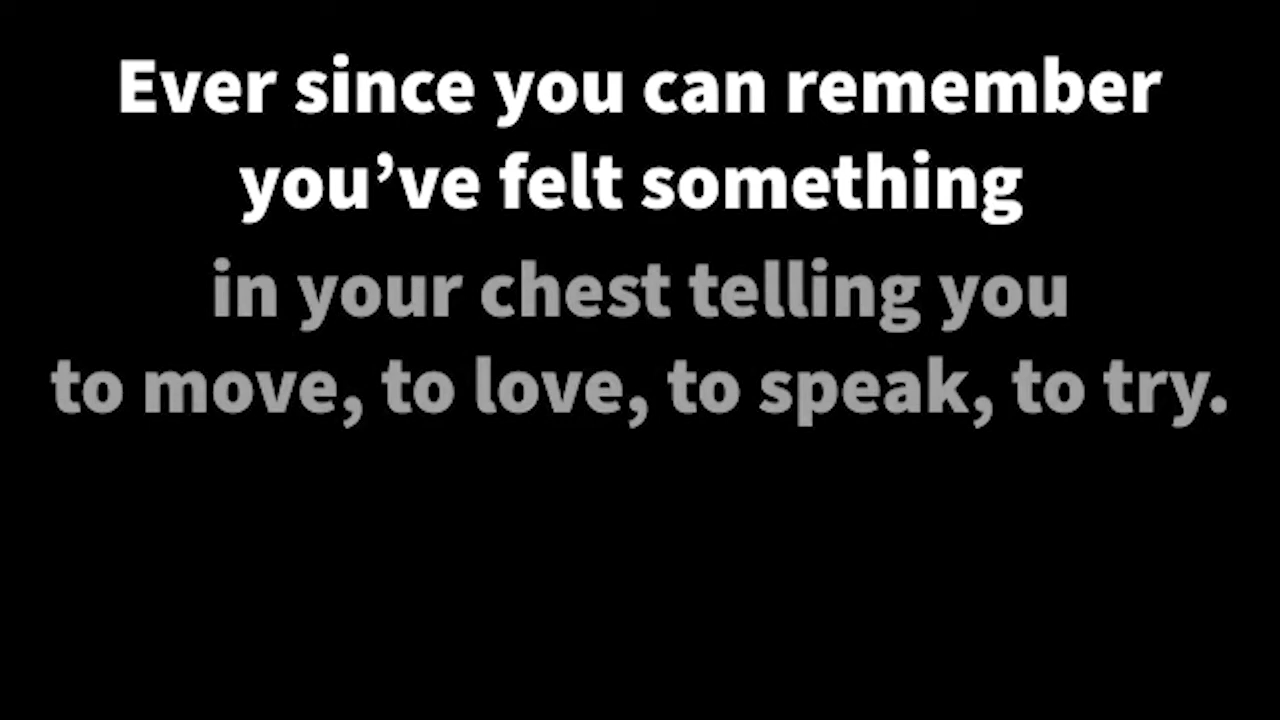 Ever since you can remember
you’ve felt something
in your chest telling you
to move, to love, to speak, to try.